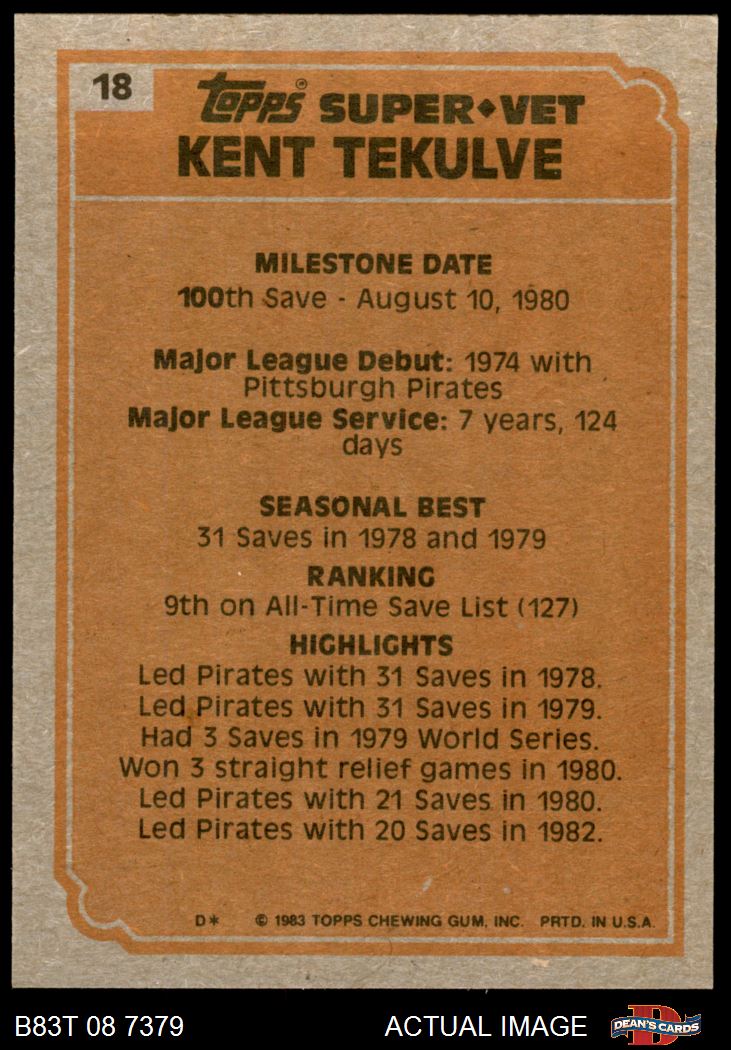 18
Topps® SUPER◆VET
KENT TEKULVE
MILESTONE DATE
100th Save - August 10, 1980
Major League Debut: 1974 with
Pittsburgh Pirates
Major League Service: 7 years, 124
days
SEASONAL BEST
31 Saves in 1978 and 1979
RANKING
9th on All-Time Save List (127)
HIGHLIGHTS
Led Pirates with 31 Saves in 1978.
Led Pirates with 31 Saves in 1979.
Had 3 Saves in 1979 World Series.
Won 3 straight relief games in 1980.
Led Pirates with 21 Saves in 1980.
Led Pirates with 20 Saves in 1982.
D* © 1983 TOPPS CHEWING GUM, INC. PRTD. IN U.S.A.
B83T 08 7379 ACTUAL IMAGE DEAN'S CARDS